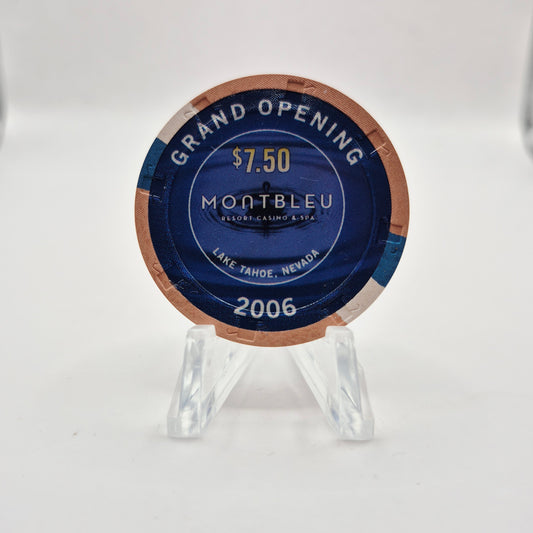 GRAND OPENING
$7.50
MONTBLEU
RESORT CASINO & SPA
LAKE TAHOE, NEVADA
2006